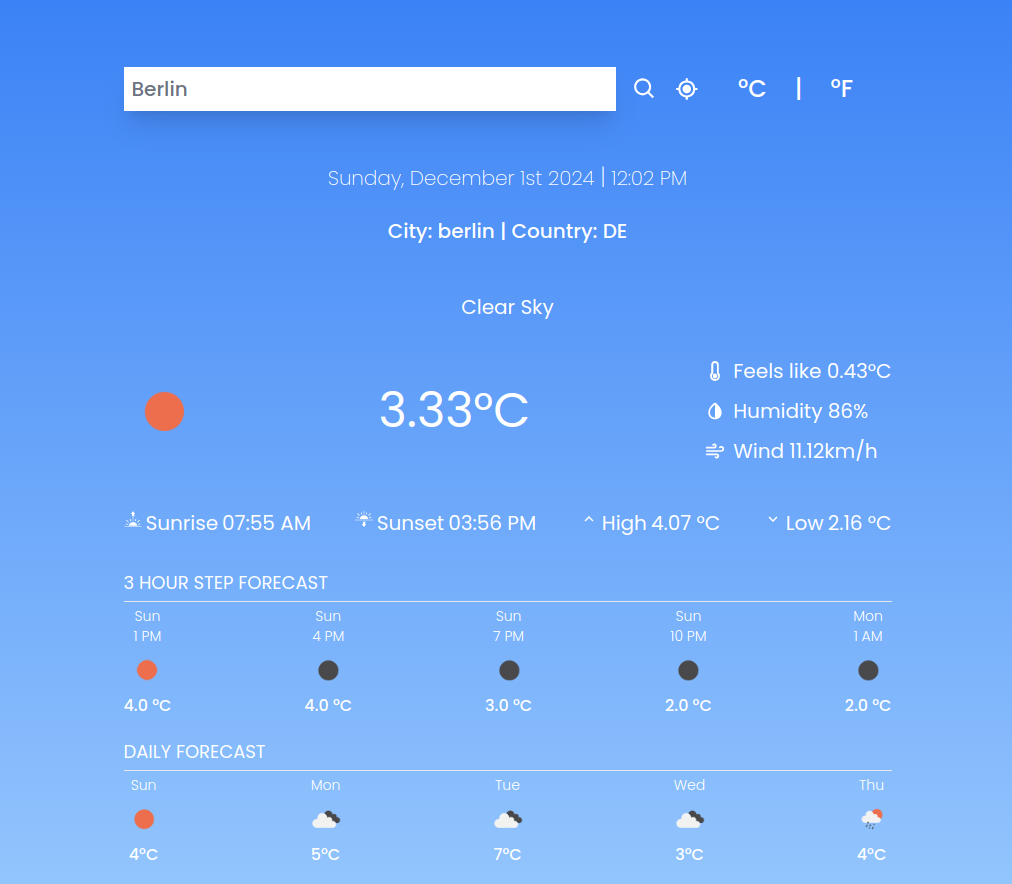 Berlin °C | °F
Sunday, December 1st 2024 | 12:02 PM
City: berlin | Country: DE
Clear Sky
3.33°C
Feels like 0.43°C
Humidity 86%
Wind 11.12km/h
Sunrise 07:55 AM Sunset 03:56 PM High 4.07 °C Low 2.16 °C
3 HOUR STEP FORECAST
Sun Sun Sun Sun Mon
1 PM 4 PM 7 PM 10 PM 1 AM
4.0 °C 4.0 °C 3.0 °C 2.0 °C 2.0 °C
DAILY FORECAST
Sun Mon Tue Wed Thu
4°C 5°C 7°C 3°C 4°C